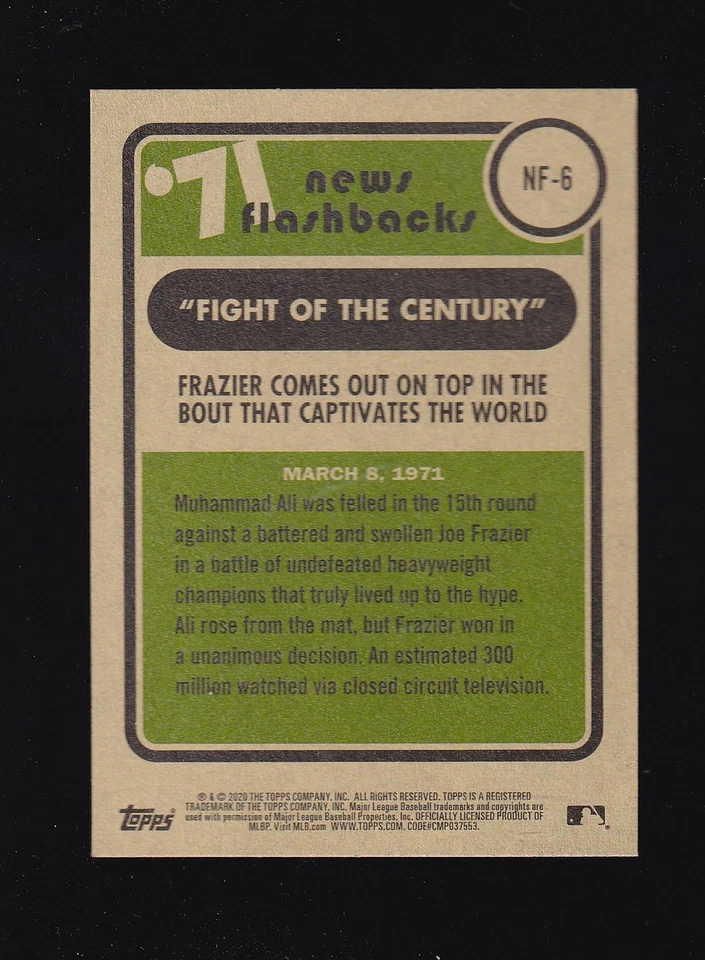 '71 news
flashbacks
NF-6
"FIGHT OF THE CENTURY"
FRAZIER COMES OUT ON TOP IN THE
BOUT THAT CAPTIVATES THE WORLD
MARCH 8, 1971
Muhammad Ali was felled in the 15th round
against a battered and swollen Joe Frazier
in a battle of undefeated heavyweight
champions that truly lived up to the hype.
Ali rose from the mat, but Frazier won in
a unanimous decision. An estimated 300
million watched via closed circuit television.
® & © 2020 THE TOPPS COMPANY, INC. ALL RIGHTS RESERVED. TOPPS IS A REGISTERED
TRADEMARK OF THE TOPPS COMPANY, INC. Major League Baseball trademarks and copyrights are
used with permission of Major League Baseball Properties, Inc. OFFICIALLY LICENSED PRODUCT OF
MLBP. Visit MLB.com WWW.TOPPS.COM. CODE#CMP037553.
TOPPS®